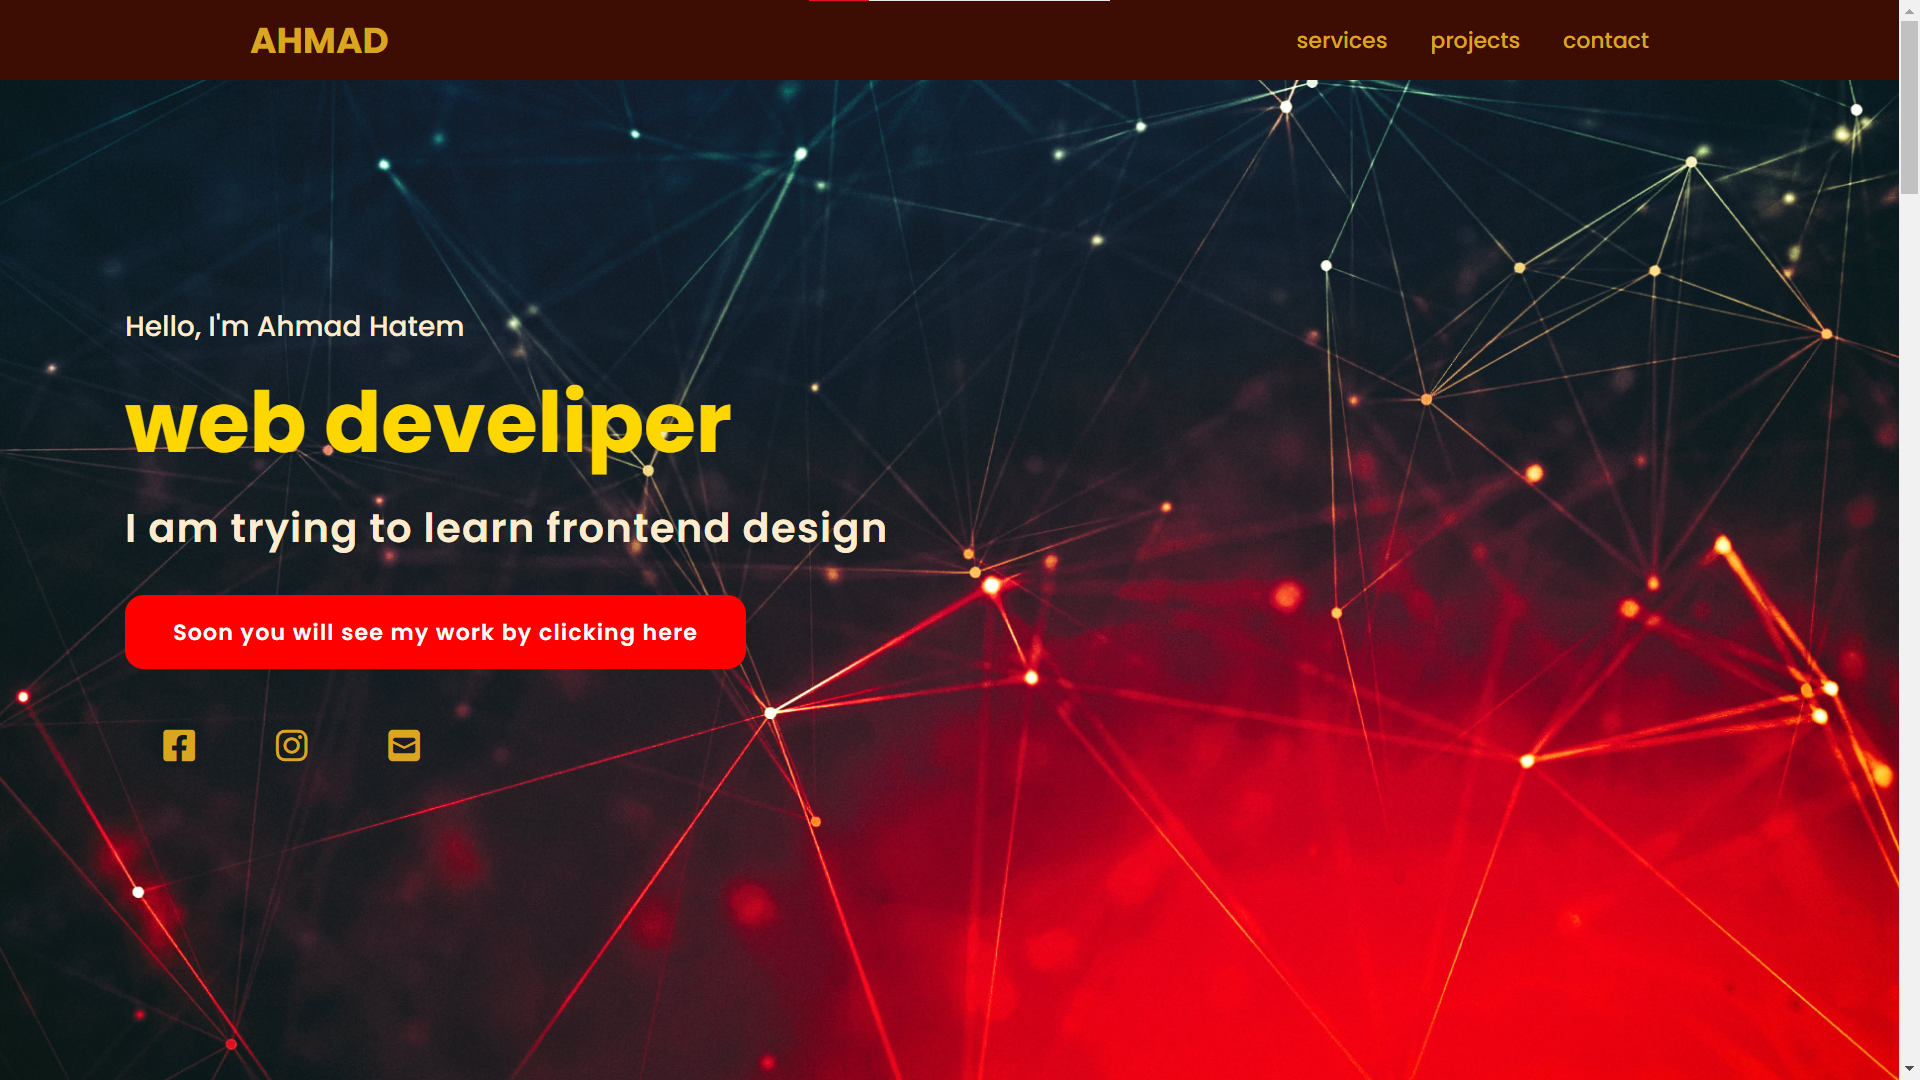 AHMAD
services projects contact
Hello, I'm Ahmad Hatem
web develiper
I am trying to learn frontend design
Soon you will see my work by clicking here